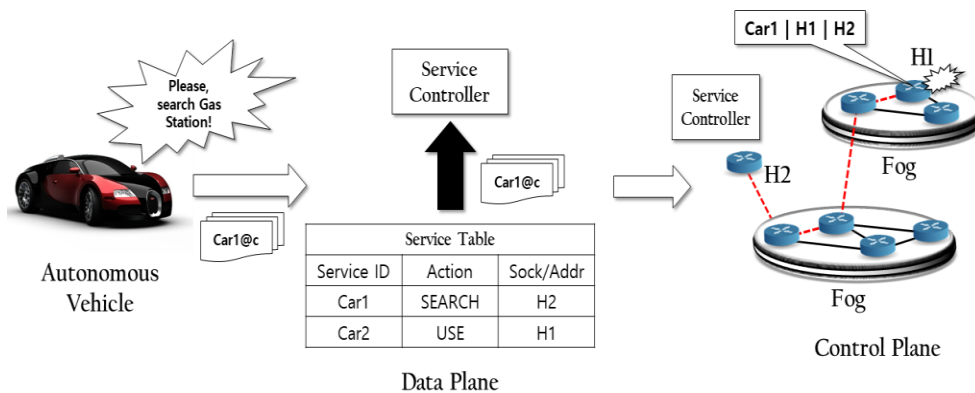 Please,
search Gas
Station!
Car1@c
Autonomous
Vehicle
Service
Controller
Car1@c
Service Table
Service ID Action Sock/Addr
Car1 SEARCH H2
Car2 USE H1
Data Plane
Car1 | H1 | H2
H1
Service
Controller
Fog
H2
Fog
Control Plane